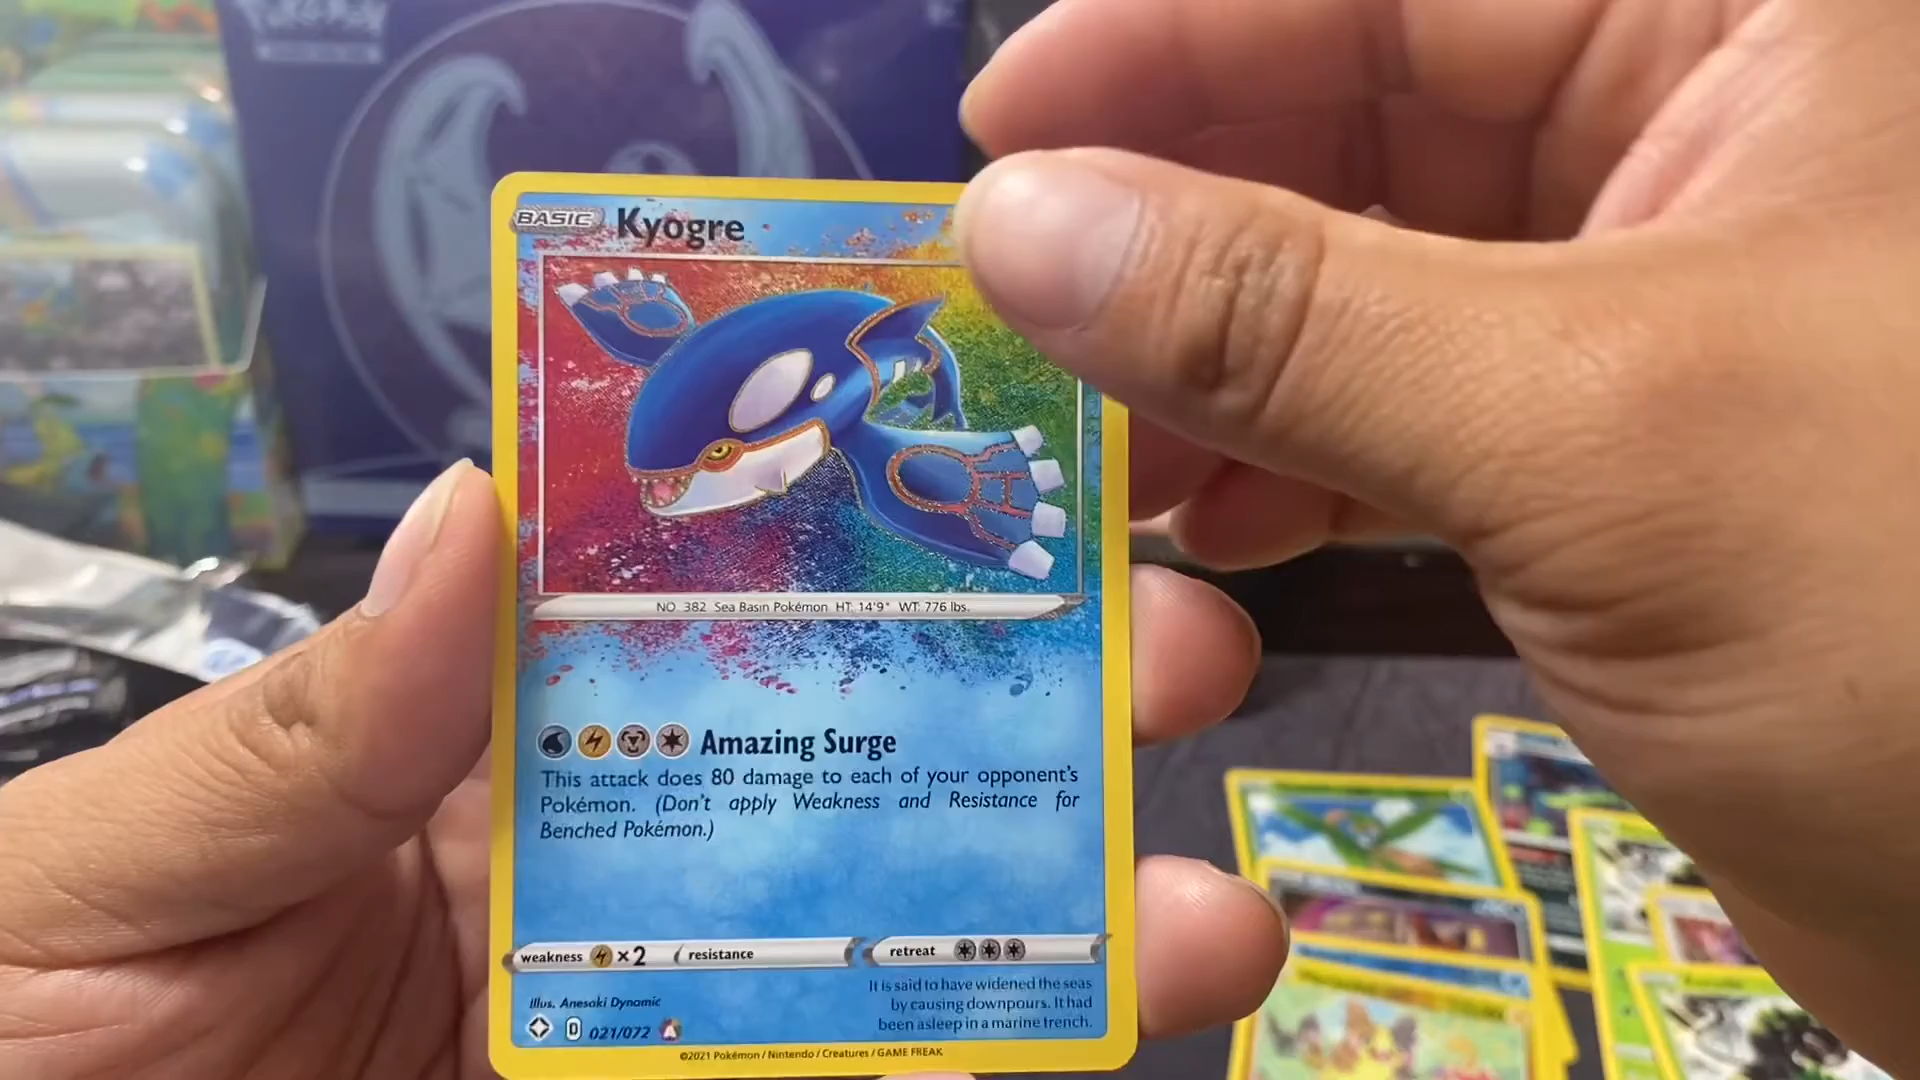 Pokémon
BASIC Kyogre
NO. 382 Sea Basin Pokémon HT: 14'9" WT: 776 lbs.
Amazing Surge
This attack does 80 damage to each of your opponent's
Pokémon. (Don't apply Weakness and Resistance for
Benched Pokémon.)
weakness ×2 resistance retreat
It is said to have widened the seas
by causing downpours. It had
been asleep in a marine trench.
Illus. Anesaki Dynamic
D 021/072 A
©2021 Pokémon / Nintendo / Creatures / GAME FREAK